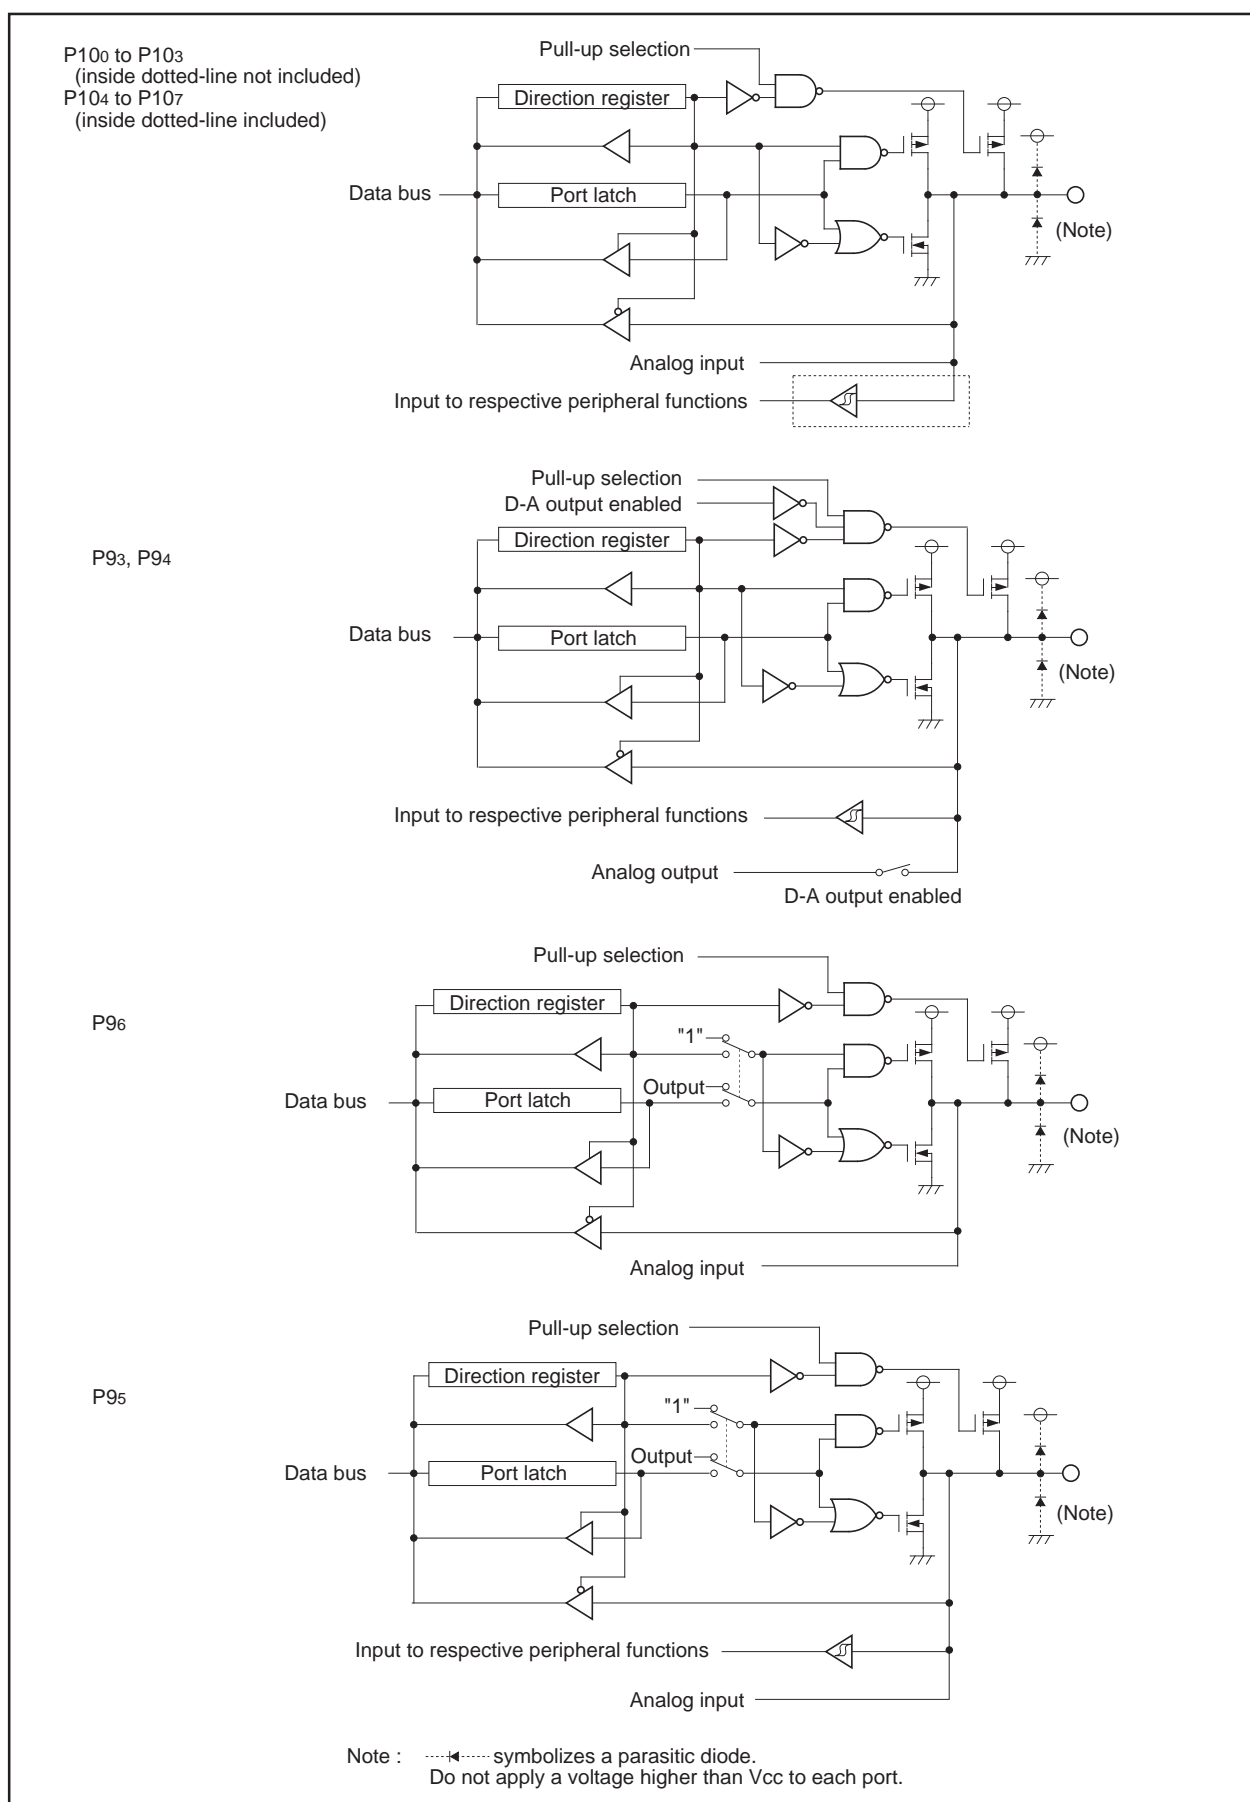 P100 to P103
(inside dotted-line not included)
P104 to P107
(inside dotted-line included)
Pull-up selection
Direction register
Data bus
Port latch
(Note)
Analog input
Input to respective peripheral functions
P93, P94
Pull-up selection
D-A output enabled
Direction register
Data bus
Port latch
(Note)
Input to respective peripheral functions
Analog output
D-A output enabled
P96
Pull-up selection
Direction register
"1"
Output
Data bus
Port latch
(Note)
Analog input
P95
Pull-up selection
Direction register
"1"
Output
Data bus
Port latch
(Note)
Input to respective peripheral functions
Analog input
Note : symbolizes a parasitic diode.
Do not apply a voltage higher than Vcc to each port.